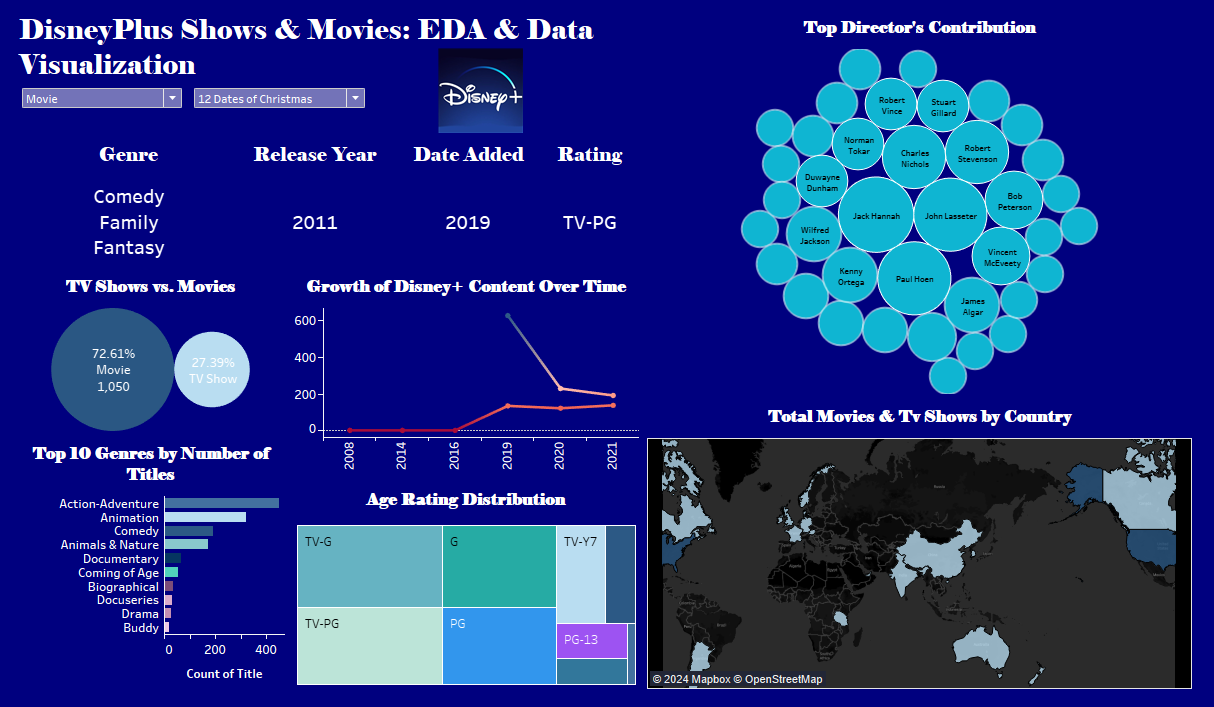 DisneyPlus Shows & Movies: EDA & Data
Visualization
Movie
12 Dates of Christmas
Disney+
Genre
Release Year
Date Added
Rating
Comedy
Family
Fantasy
2011
2019
TV-PG
TV Shows vs. Movies
72.61%
Movie
1,050
27.39%
TV Show
Growth of Disney+ Content Over Time
600
400
200
0
2008
2014
2016
2019
2020
2021
Top 10 Genres by Number of
Titles
Action-Adventure
Animation
Comedy
Animals & Nature
Documentary
Coming of Age
Biographical
Docuseries
Drama
Buddy
0
200
400
Count of Title
Age Rating Distribution
TV-G
G
TV-Y7
TV-PG
PG
PG-13
Top Director's Contribution
Robert
Vince
Stuart
Gillard
Norman
Tokar
Charles
Nichols
Robert
Stevenson
Duwayne
Dunham
Bob
Peterson
Jack Hannah
John Lasseter
Wilfred
Jackson
Vincent
McEveety
Kenny
Ortega
Paul Hoen
James
Algar
Total Movies & Tv Shows by Country
© 2024 Mapbox © OpenStreetMap